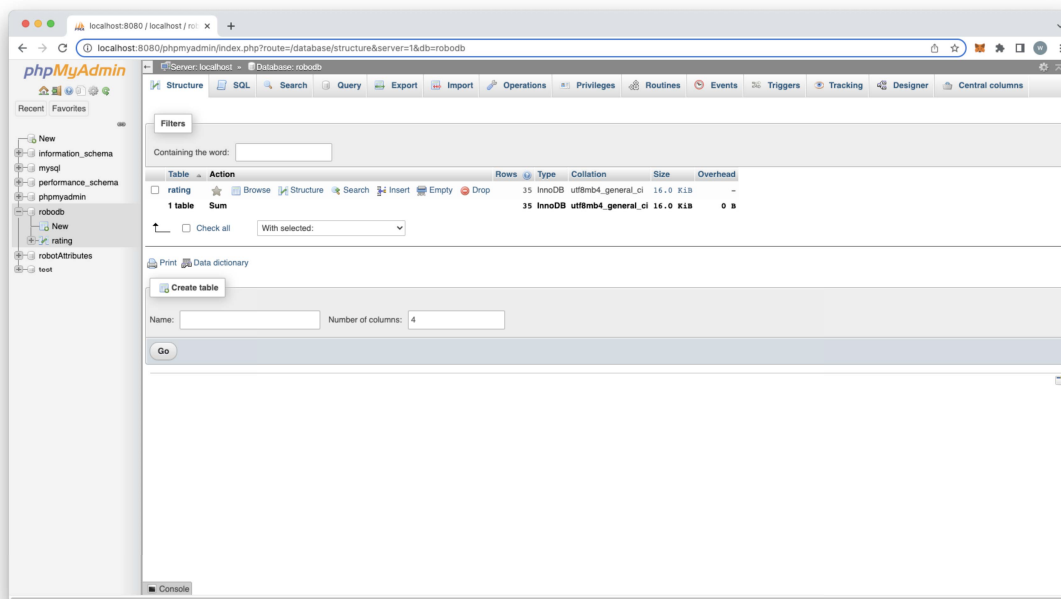 localhost:8080 / localhost / rob
localhost:8080/phpmyadmin/index.php?route=/database/structure&server=1&db=robodb
W
phpMyAdmin
Recent Favorites
New
information_schema
mysql
performance_schema
phpmyadmin
robodb
New
rating
robotAttributes
test
Server: localhost » Database: robodb
Structure SQL Search Query Export Import Operations Privileges Routines Events Triggers Tracking Designer Central columns
Filters
Containing the word:
Table Action Rows Type Collation Size Overhead
rating Browse Structure Search Insert Empty Drop 35 InnoDB utf8mb4_general_ci 16.0 KiB -
1 table Sum 35 InnoDB utf8mb4_general_ci 16.0 KiB 0 B
Check all With selected:
Print Data dictionary
Create table
Name: Number of columns: 4
Go
Console